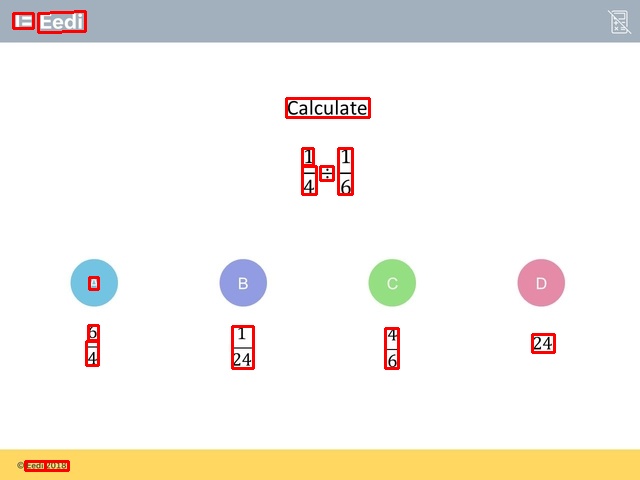 Eedi
Calculate
1/4 ÷ 1/6
A B C D
6/4 1/24 4/6 24
© Eedi 2018